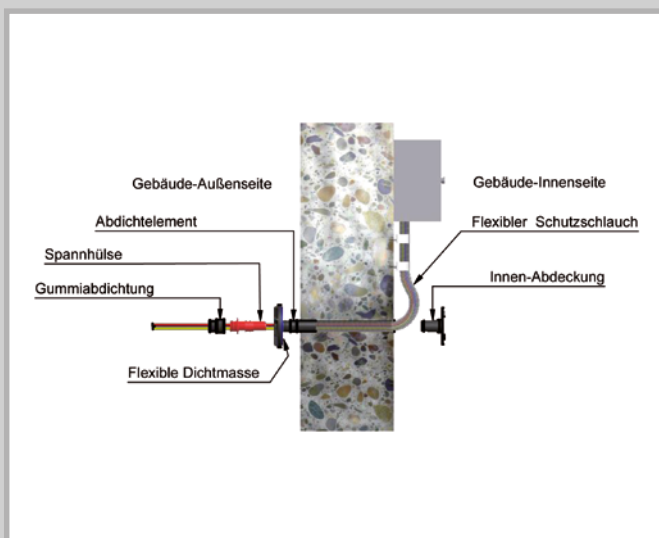 Gebäude-Außenseite
Gebäude-Innenseite
Abdichtelement
Flexibler Schutzschlauch
Spannhülse
Innen-Abdeckung
Gummiabdichtung
Flexible Dichtmasse